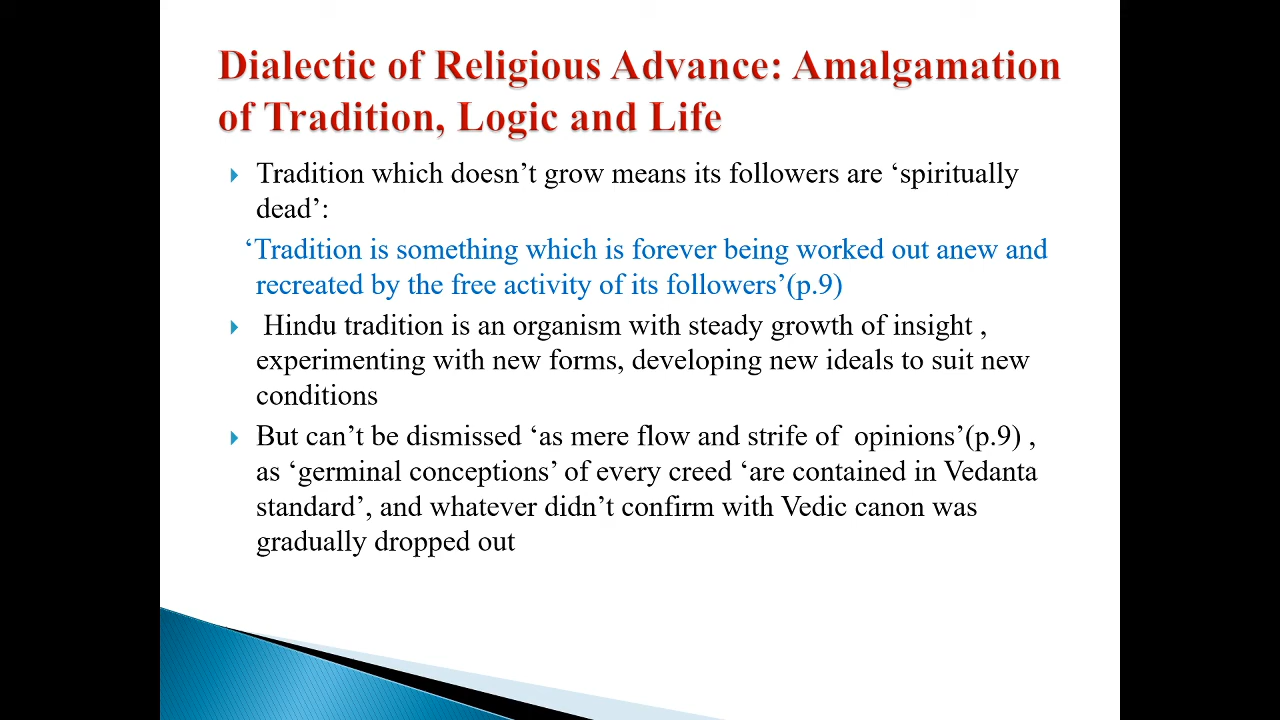 Dialectic of Religious Advance: Amalgamation
of Tradition, Logic and Life
Tradition which doesn’t grow means its followers are ‘spiritually
dead’:
‘Tradition is something which is forever being worked out anew and
recreated by the free activity of its followers’(p.9)
Hindu tradition is an organism with steady growth of insight ,
experimenting with new forms, developing new ideals to suit new
conditions
But can’t be dismissed ‘as mere flow and strife of opinions’(p.9) ,
as ‘germinal conceptions’ of every creed ‘are contained in Vedanta
standard’, and whatever didn’t confirm with Vedic canon was
gradually dropped out